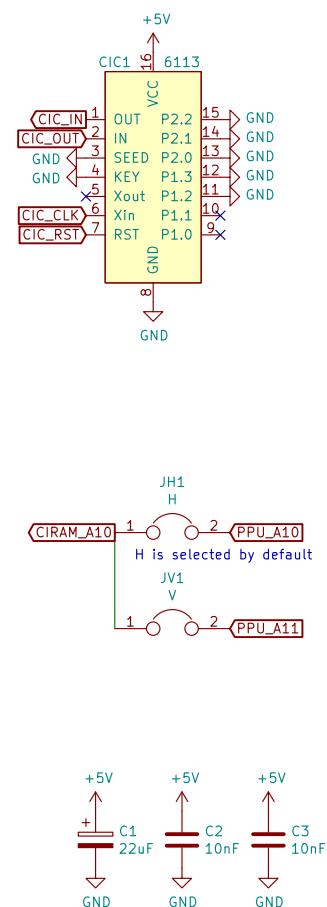 +5V
CIC1 6113
16
VCC
CIC_IN 1 OUT P2.2 15 GND
CIC_OUT 2 IN P2.1 14 GND
GND 3 SEED P2.0 13 GND
GND 4 KEY P1.3 12 GND
5 Xout P1.2 11 GND
CIC_CLK 6 Xin P1.1 10
CIC_RST 7 RST P1.0 9
GND
8
GND
JH1
H
CIRAM_A10 1 2 PPU_A10
H is selected by default
JV1
V
1 2 PPU_A11
+5V +5V +5V
+ C1 C2 C3
22uF 10nF 10nF
GND GND GND